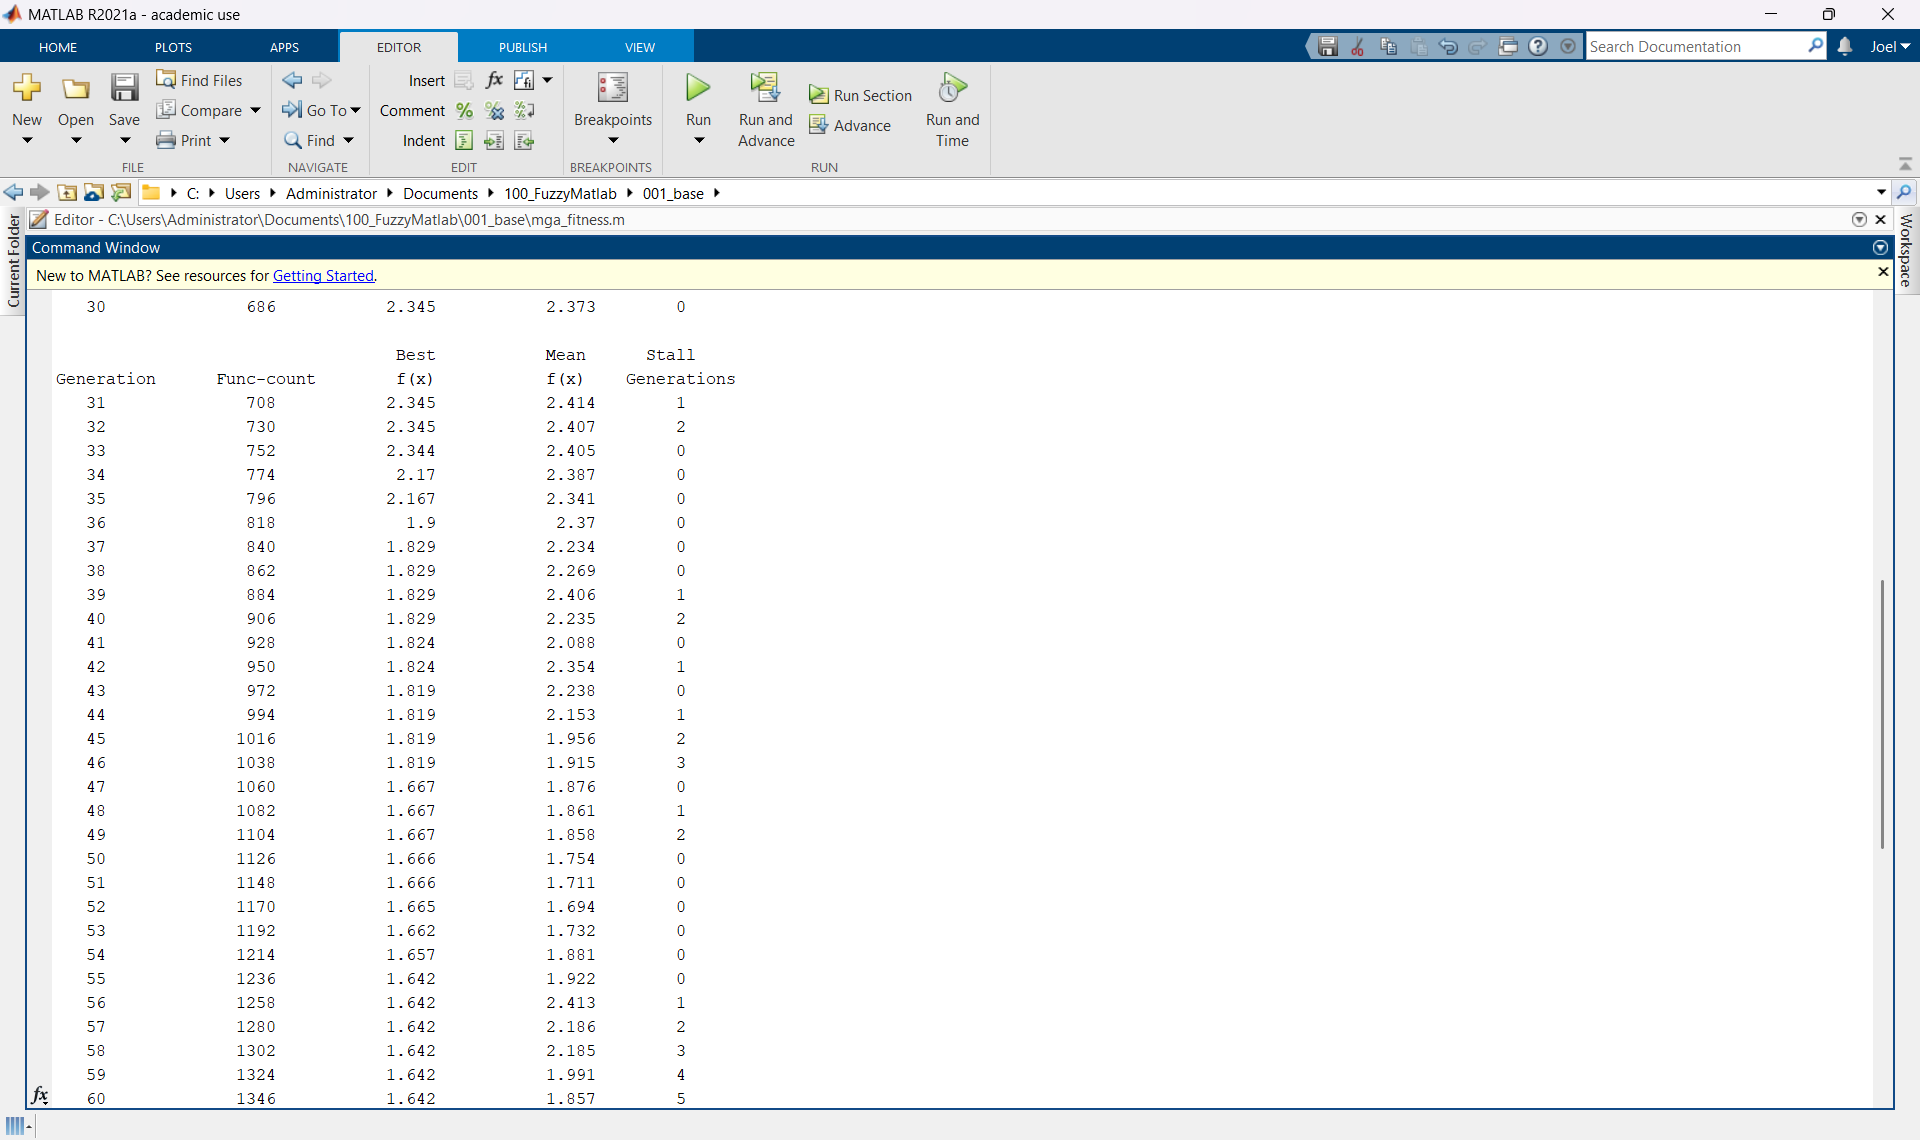 MATLAB R2021a - academic use
HOME PLOTS APPS EDITOR PUBLISH VIEW Search Documentation Joel
New Open Save Find Files Compare Print Go To Find Insert fx Comment Indent Breakpoints Run Run and Advance Run Section Advance Run and Time
FILE NAVIGATE EDIT BREAKPOINTS RUN
C: Users Administrator Documents 100_FuzzyMatlab 001_base
Editor - C:\Users\Administrator\Documents\100_FuzzyMatlab\001_base\mga_fitness.m
Current Folder
Workspace
Command Window
New to MATLAB? See resources for Getting Started.
30 686 2.345 2.373 0
Best Mean Stall
Generation Func-count f(x) f(x) Generations
31 708 2.345 2.414 1
32 730 2.345 2.407 2
33 752 2.344 2.405 0
34 774 2.17 2.387 0
35 796 2.167 2.341 0
36 818 1.9 2.37 0
37 840 1.829 2.234 0
38 862 1.829 2.269 0
39 884 1.829 2.406 1
40 906 1.829 2.235 2
41 928 1.824 2.088 0
42 950 1.824 2.354 1
43 972 1.819 2.238 0
44 994 1.819 2.153 1
45 1016 1.819 1.956 2
46 1038 1.819 1.915 3
47 1060 1.667 1.876 0
48 1082 1.667 1.861 1
49 1104 1.667 1.858 2
50 1126 1.666 1.754 0
51 1148 1.666 1.711 0
52 1170 1.665 1.694 0
53 1192 1.662 1.732 0
54 1214 1.657 1.881 0
55 1236 1.642 1.922 0
56 1258 1.642 2.413 1
57 1280 1.642 2.186 2
58 1302 1.642 2.185 3
59 1324 1.642 1.991 4
fx 60 1346 1.642 1.857 5